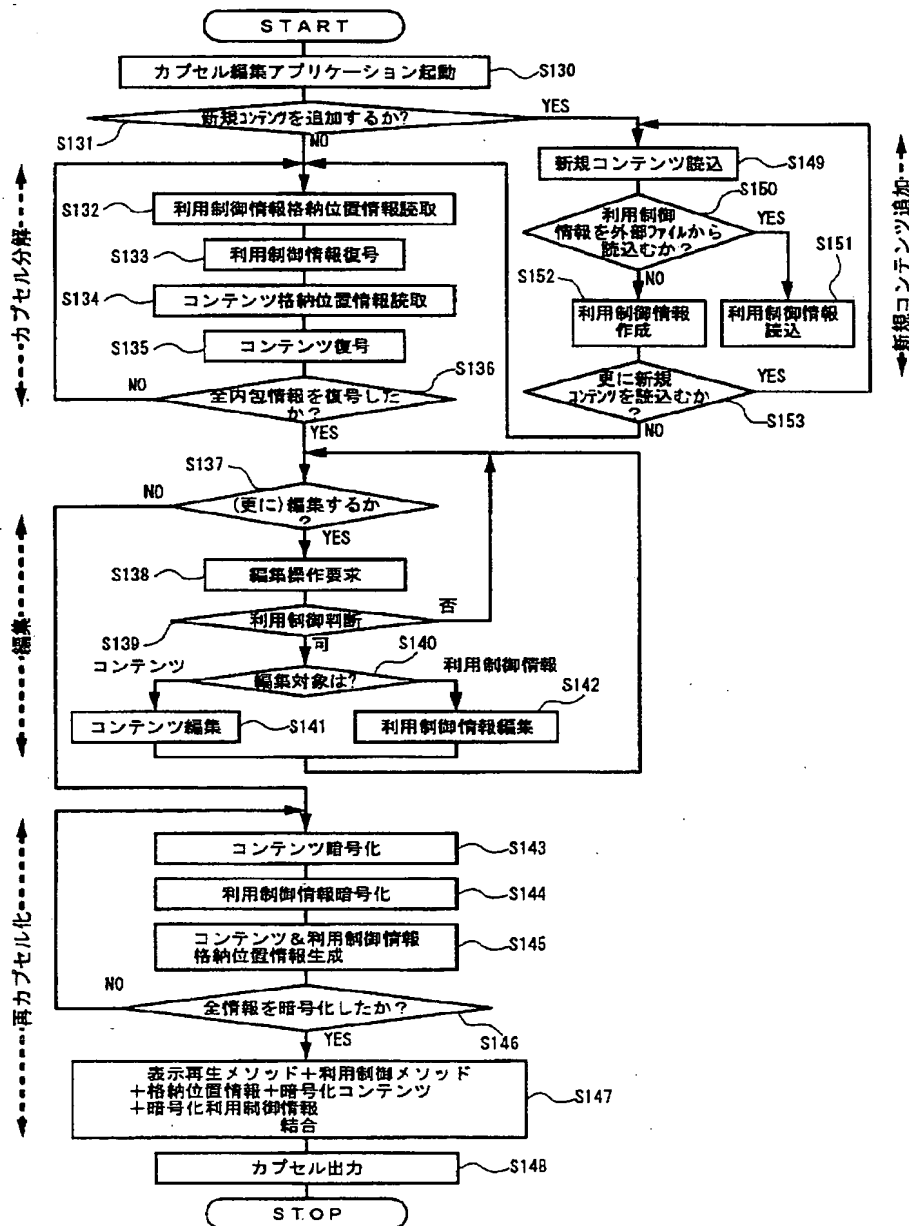 START
カプセル編集アプリケーション起動
S130
新規コンテンツを追加するか?
S131
YES
NO
新規コンテンツ読込
S149
利用制御
情報を外部ファイルから
読込むか?
S150
YES
NO
S151
利用制御情報
読込
S152
利用制御情報
作成
更に新規
コンテンツを読込むか
?
YES
S153
NO
新規コンテンツ追加
カプセル分解
S132
利用制御情報格納位置情報読取
S133
利用制御情報復号
S134
コンテンツ格納位置情報読取
S135
コンテンツ復号
S136
NO
全内包情報を復号した
か?
YES
編集
S137
NO
(更に)編集するか
?
YES
S138
編集操作要求
利用制御判断
否
S139
可
S140
コンテンツ
編集対象は?
利用制御情報
コンテンツ編集
S141
S142
利用制御情報編集
再カプセル化
コンテンツ暗号化
S143
利用制御情報暗号化
S144
コンテンツ&利用制御情報
格納位置情報生成
S145
NO
全情報を暗号化したか?
S146
YES
表示再生メソッド+利用制御メソッド
+格納位置情報+暗号化コンテンツ
+暗号化利用制御情報
結合
S147
カプセル出力
S148
STOP